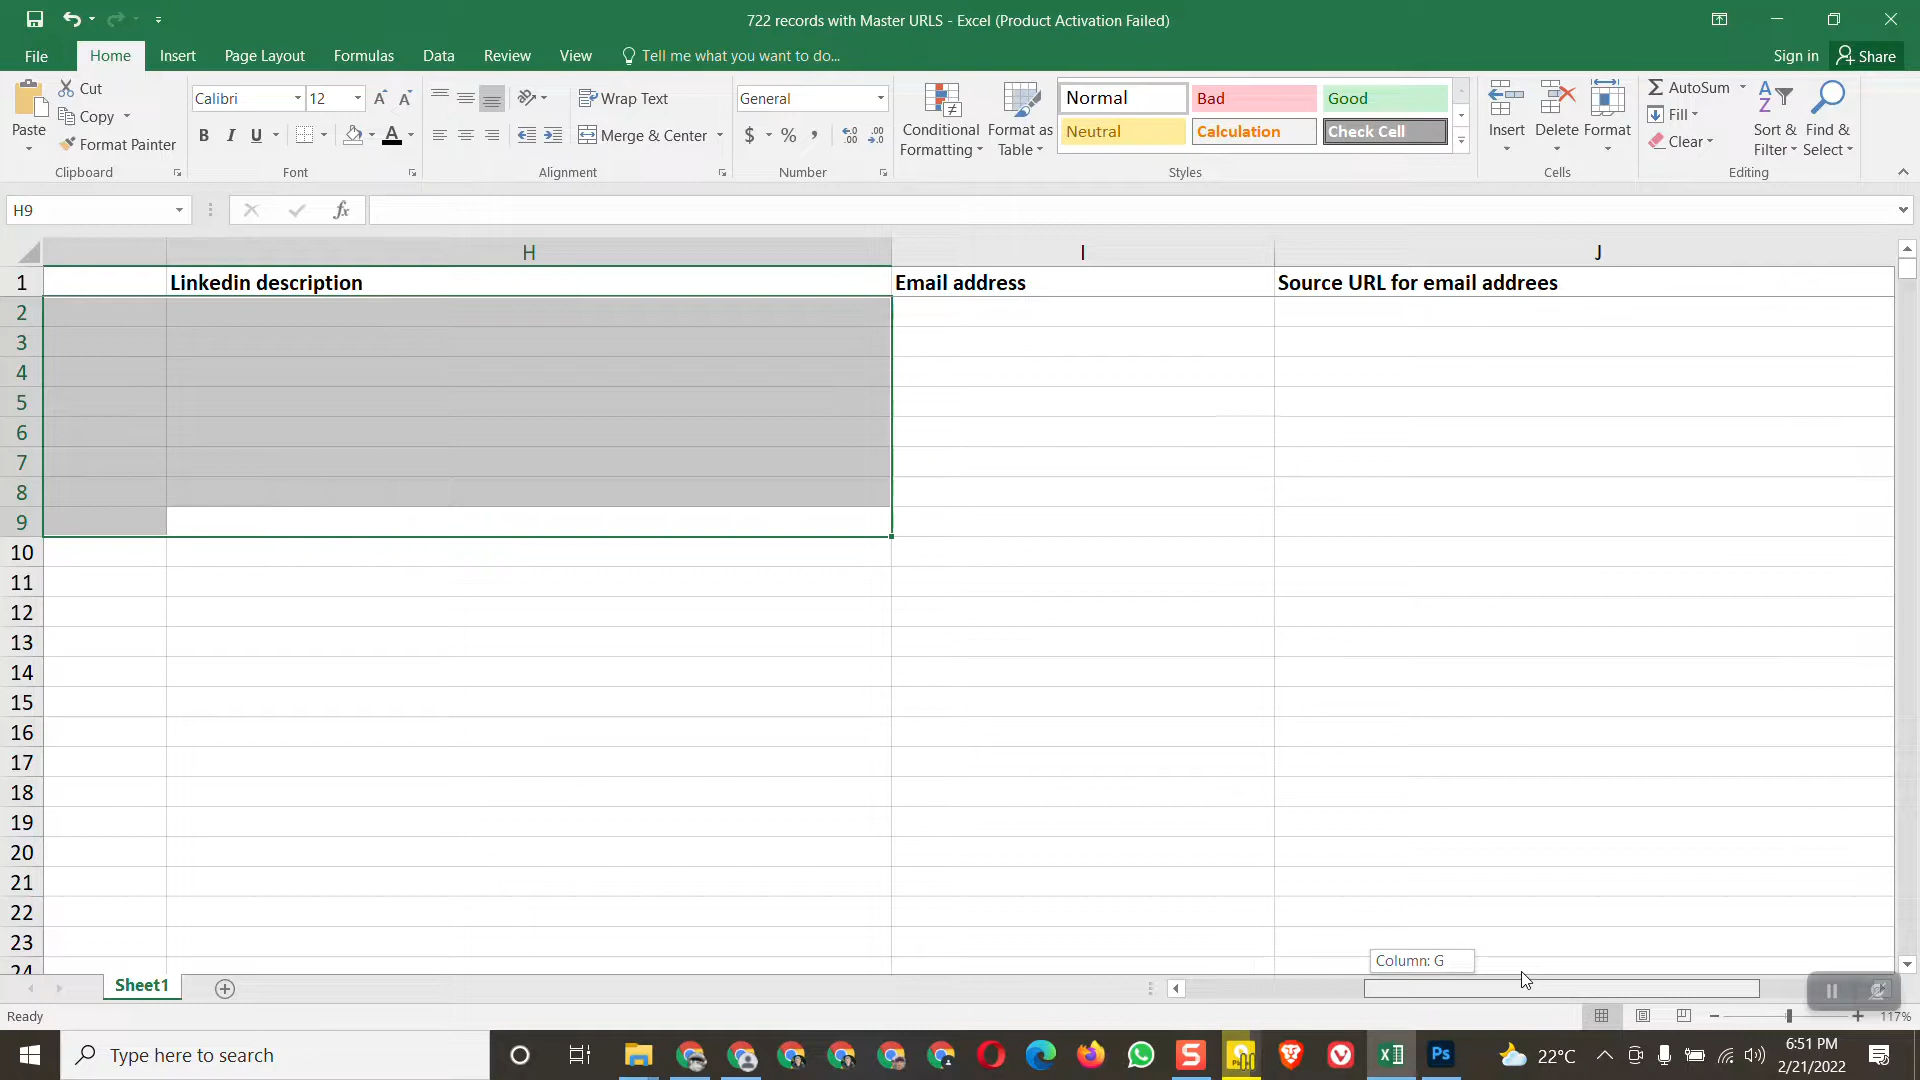 722 records with Master URLS - Excel (Product Activation Failed)
File Home Insert Page Layout Formulas Data Review View Tell me what you want to do... Sign in Share
Paste Cut
Copy
Format Painter
Clipboard
Calibri 12
B I U A
Font
Wrap Text
Merge & Center
Alignment
General
$ % ,
Number
Conditional Formatting
Format as Table
Normal Bad Good
Neutral Calculation Check Cell
Styles
Insert Delete Format
Cells
AutoSum
Fill
Clear
Sort & Filter
Find & Select
Editing
H9 fx
H I J
1 Linkedin description Email address Source URL for email addrees
2
3
4
5
6
7
8
9
10
11
12
13
14
15
16
17
18
19
20
21
22
23
24
Column: G
Sheet1
Ready 117%
Type here to search
22°C
6:51 PM
2/21/2022